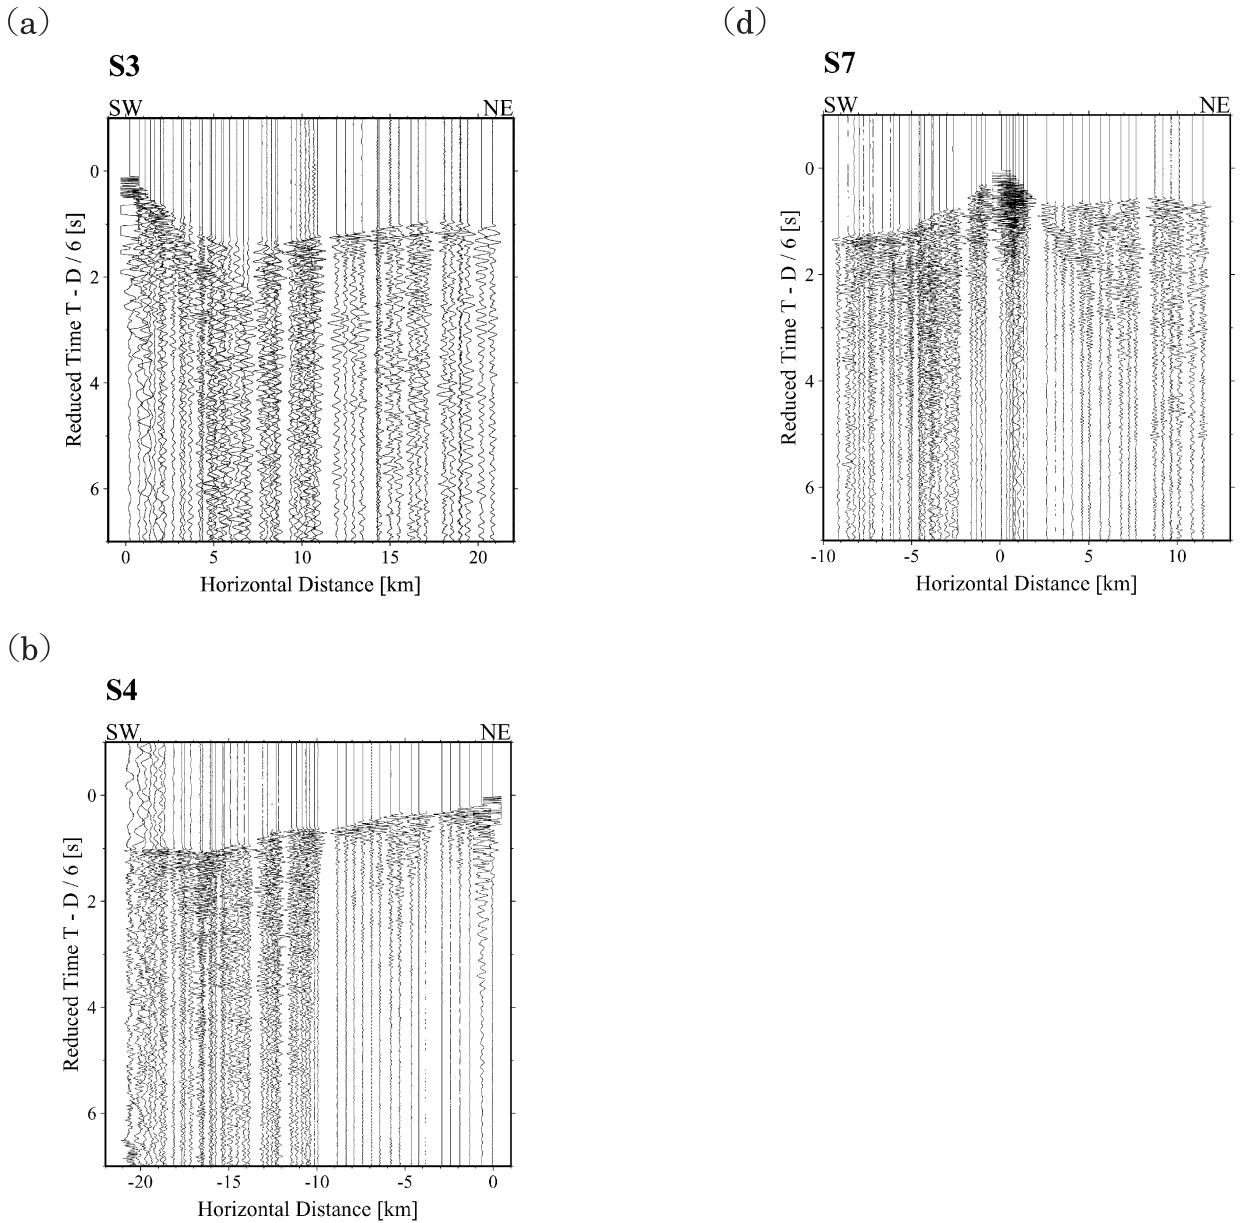 (a)
S3
SW NE
0
2
4
6
Reduced Time T - D / 6 [s]
0 5 10 15 20
Horizontal Distance [km]
(d)
S7
SW NE
0
2
4
6
Reduced Time T - D / 6 [s]
-10 -5 0 5 10
Horizontal Distance [km]
(b)
S4
SW NE
0
2
4
6
Reduced Time T - D / 6 [s]
-20 -15 -10 -5 0
Horizontal Distance [km]